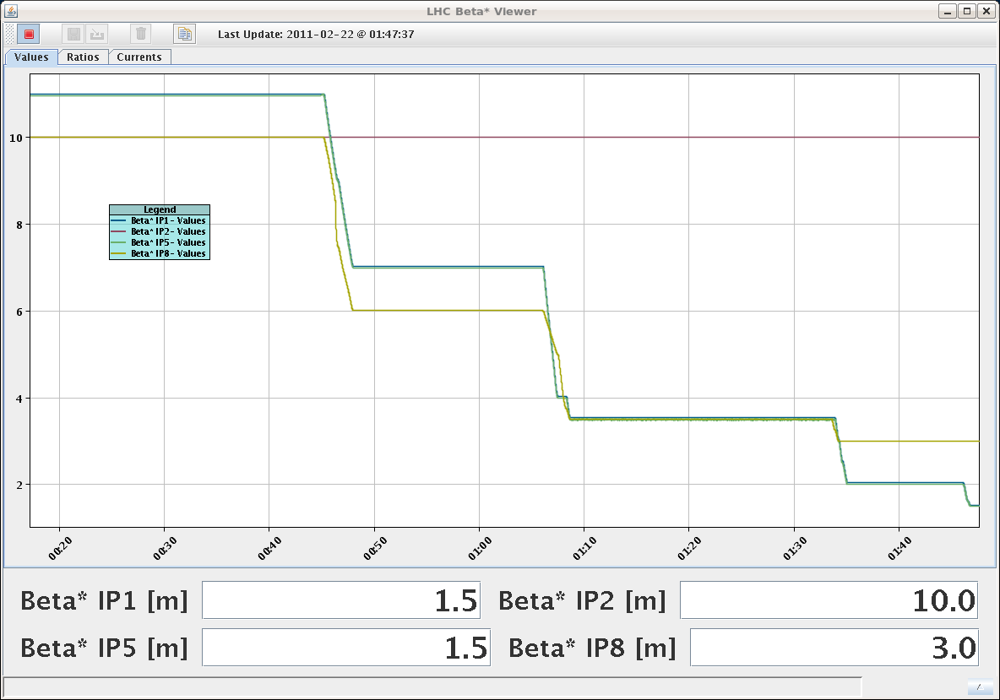 LHC Beta* Viewer
Last Update: 2011-02-22 @ 01:47:37
Values Ratios Currents
10
8
6
4
2
Legend
Beta* IP1 - Values
Beta* IP2 - Values
Beta* IP5 - Values
Beta* IP8 - Values
00:20 00:30 00:40 00:50 01:00 01:10 01:20 01:30 01:40
Beta* IP1 [m] 1.5 Beta* IP2 [m] 10.0
Beta* IP5 [m] 1.5 Beta* IP8 [m] 3.0